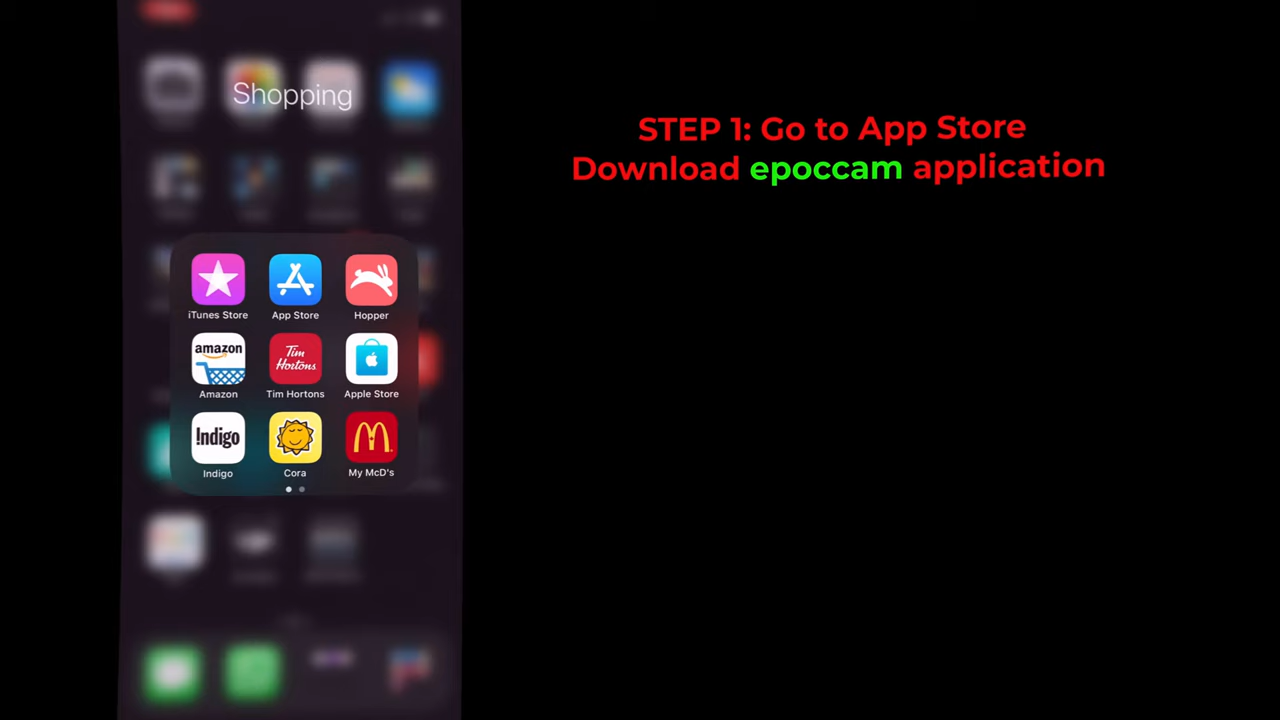 Shopping
STEP 1: Go to App Store
Download epoccam application
iTunes Store
App Store
Hopper
amazon
Tim Hortons
Amazon
Tim Hortons
Apple Store
!ndigo
Indigo
Cora
My McD's